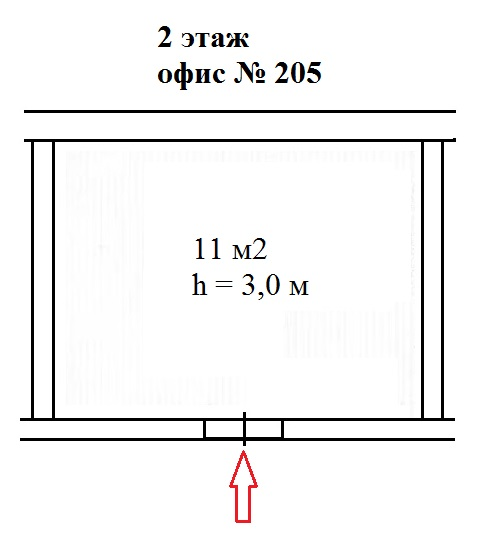 2 этаж
офис № 205
11 м2
h = 3,0 м